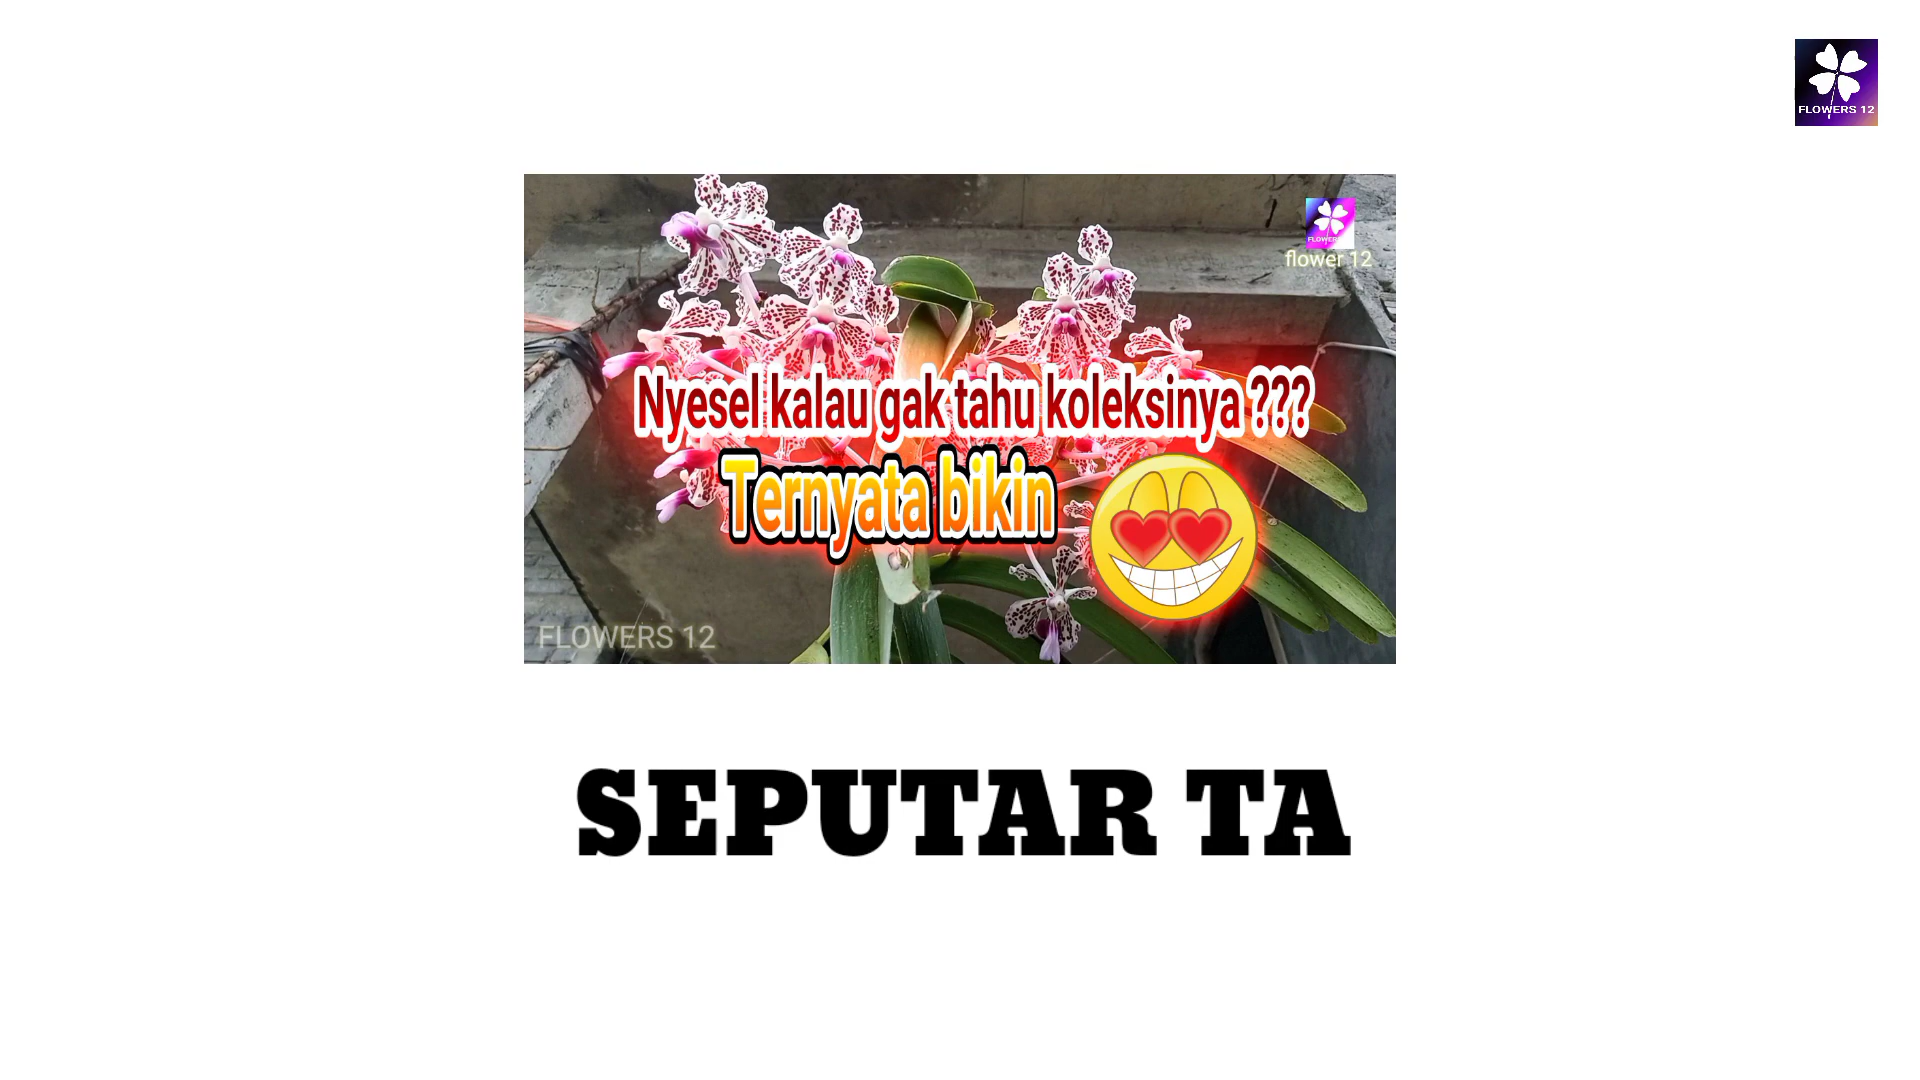 FLOWERS 12
flower 12
Nyesel kalau gak tahu koleksinya ???
Ternyata bikin
FLOWERS 12
SEPUTAR TA